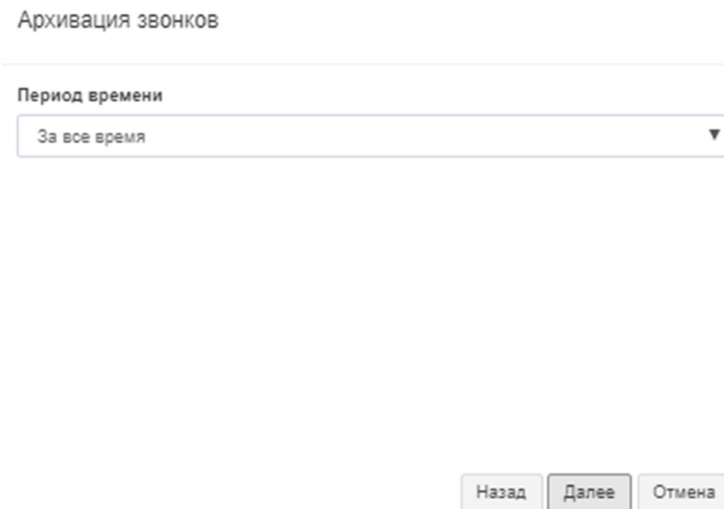 Архивация звонков
Период времени
За все время
Назад Далее Отмена